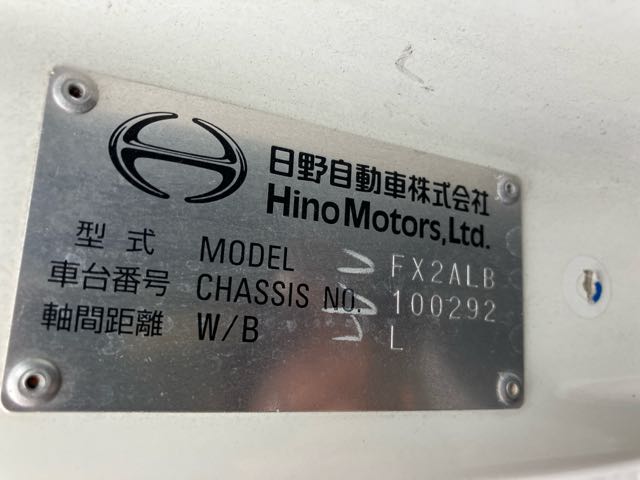 日野自動車株式会社
Hino Motors, Ltd.
型式 MODEL FX2ALB
車台番号 CHASSIS NO. 100292
軸間距離 W/B L